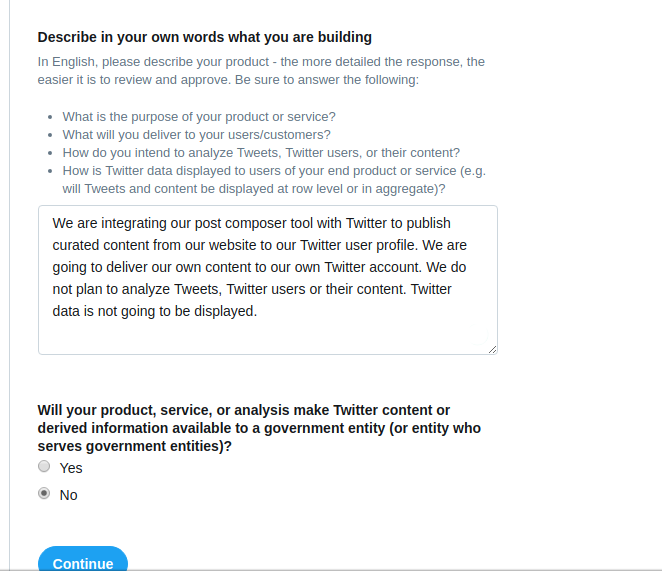 Describe in your own words what you are building
In English, please describe your product - the more detailed the response, the
easier it is to review and approve. Be sure to answer the following:
• What is the purpose of your product or service?
• What will you deliver to your users/customers?
• How do you intend to analyze Tweets, Twitter users, or their content?
• How is Twitter data displayed to users of your end product or service (e.g.
will Tweets and content be displayed at row level or in aggregate)?
We are integrating our post composer tool with Twitter to publish
curated content from our website to our Twitter user profile. We are
going to deliver our own content to our own Twitter account. We do
not plan to analyze Tweets, Twitter users or their content. Twitter
data is not going to be displayed.
Will your product, service, or analysis make Twitter content or
derived information available to a government entity (or entity who
serves government entities)?
Yes
No
Continue